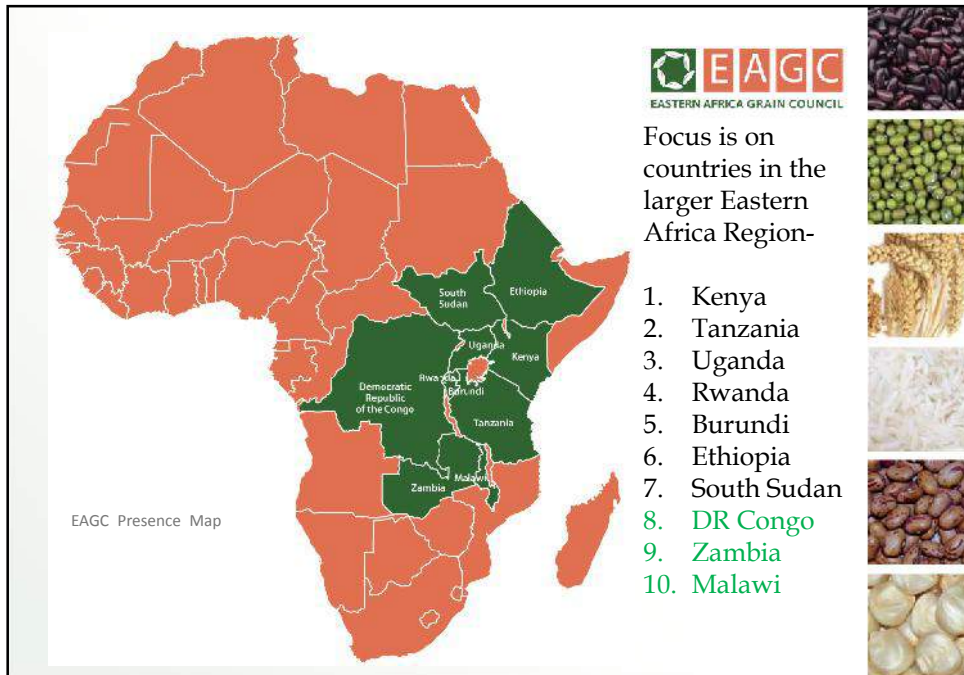 EAGC
EASTERN AFRICA GRAIN COUNCIL
Focus is on
countries in the
larger Eastern
Africa Region-
1. Kenya
2. Tanzania
3. Uganda
4. Rwanda
5. Burundi
6. Ethiopia
7. South Sudan
8. DR Congo
9. Zambia
10. Malawi
South
Sudan
Ethiopia
Uganda
Kenya
Rwanda
Burundi
Democratic
Republic
of the Congo
Tanzania
Malawi
Zambia
EAGC Presence Map